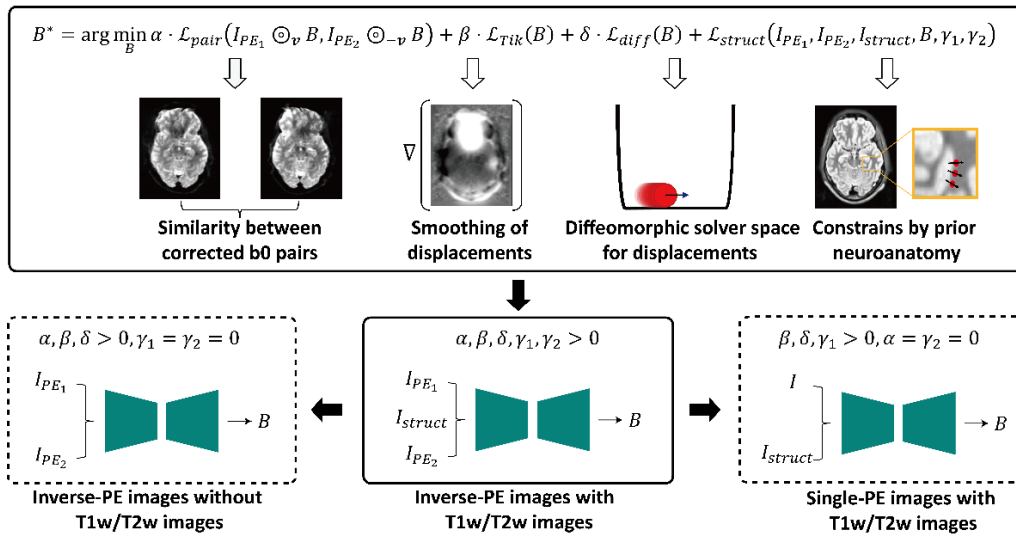 B* = arg min_B α · ℒ_pair(I_PE₁ ⊚_v B, I_PE₂ ⊚_−v B) + β · ℒ_Tik(B) + δ · ℒ_diff(B) + ℒ_struct(I_PE₁, I_PE₂, I_struct, B, γ₁, γ₂)
∇
Similarity between
corrected b0 pairs
Smoothing of
displacements
Diffeomorphic solver space
for displacements
Constrains by prior
neuroanatomy
α, β, δ > 0, γ₁ = γ₂ = 0
I_PE₁
I_PE₂
B
Inverse-PE images without
T1w/T2w images
α, β, δ, γ₁, γ₂ > 0
I_PE₁
I_struct
I_PE₂
B
Inverse-PE images with
T1w/T2w images
β, δ, γ₁ > 0, α = γ₂ = 0
I
I_struct
B
Single-PE images with
T1w/T2w images